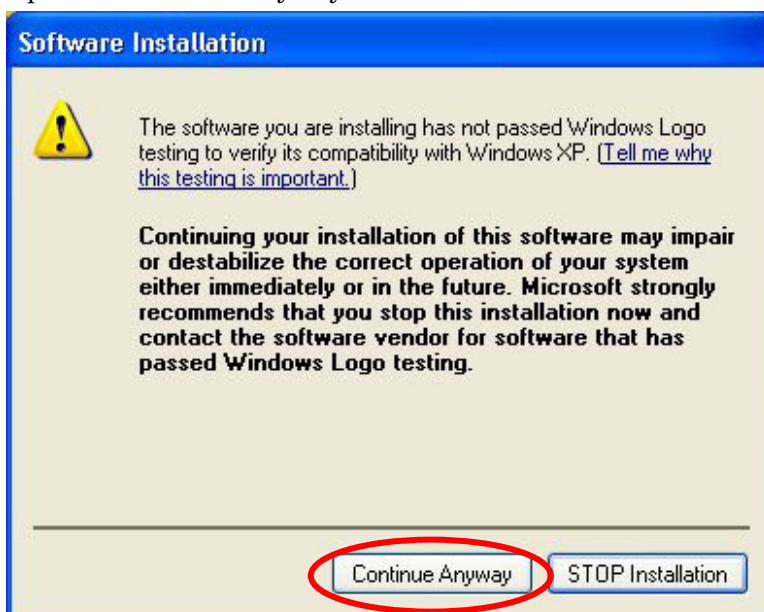 Software Installation
The software you are installing has not passed Windows Logo
testing to verify its compatibility with Windows XP. (Tell me why
this testing is important.)
Continuing your installation of this software may impair
or destabilize the correct operation of your system
either immediately or in the future. Microsoft strongly
recommends that you stop this installation now and
contact the software vendor for software that has
passed Windows Logo testing.
Continue Anyway STOP Installation